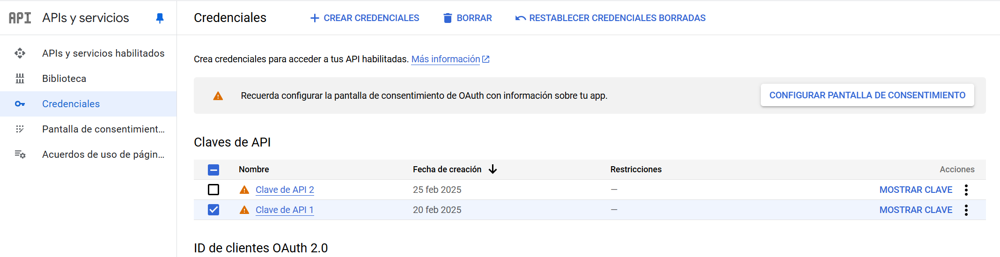 API APIs y servicios
Credenciales
CREAR CREDENCIALES
BORRAR
RESTABLECER CREDENCIALES BORRADAS
APIs y servicios habilitados
Biblioteca
Credenciales
Pantalla de consentimient...
Acuerdos de uso de págin...
Crea credenciales para acceder a tus API habilitadas. Más información
Recuerda configurar la pantalla de consentimiento de OAuth con información sobre tu app.
CONFIGURAR PANTALLA DE CONSENTIMIENTO
Claves de API
Nombre Fecha de creación Restricciones Acciones
Clave de API 2 25 feb 2025 — MOSTRAR CLAVE
Clave de API 1 20 feb 2025 — MOSTRAR CLAVE
ID de clientes OAuth 2.0